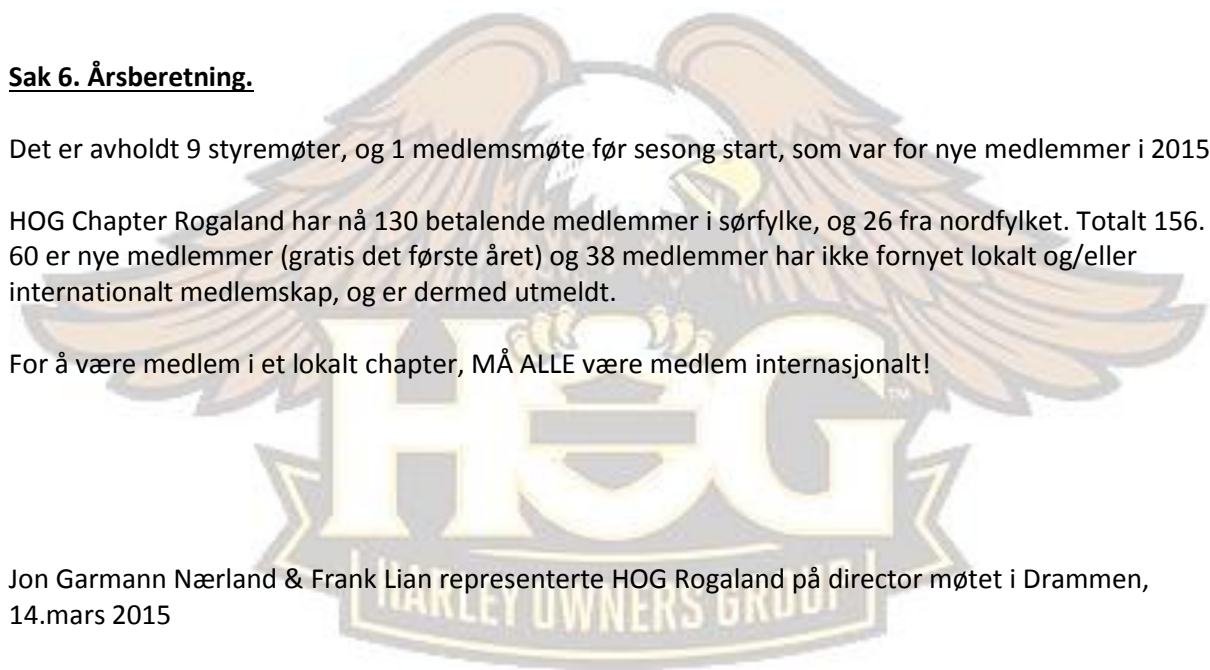 Sak 6. Årsberetning.
Det er avholdt 9 styremøter, og 1 medlemsmøte før sesong start, som var for nye medlemmer i 2015
HOG Chapter Rogaland har nå 130 betalende medlemmer i sørfylke, og 26 fra nordfylket. Totalt 156.
60 er nye medlemmer (gratis det første året) og 38 medlemmer har ikke fornyet lokalt og/eller
internationalt medlemskap, og er dermed utmeldt.
For å være medlem i et lokalt chapter, MÅ ALLE være medlem internasjonalt!
HOG™
Jon Garmann Nærland & Frank Lian representerte HOG Rogaland på director møtet i Drammen,
14.mars 2015
HARLEY OWNERS GROUP